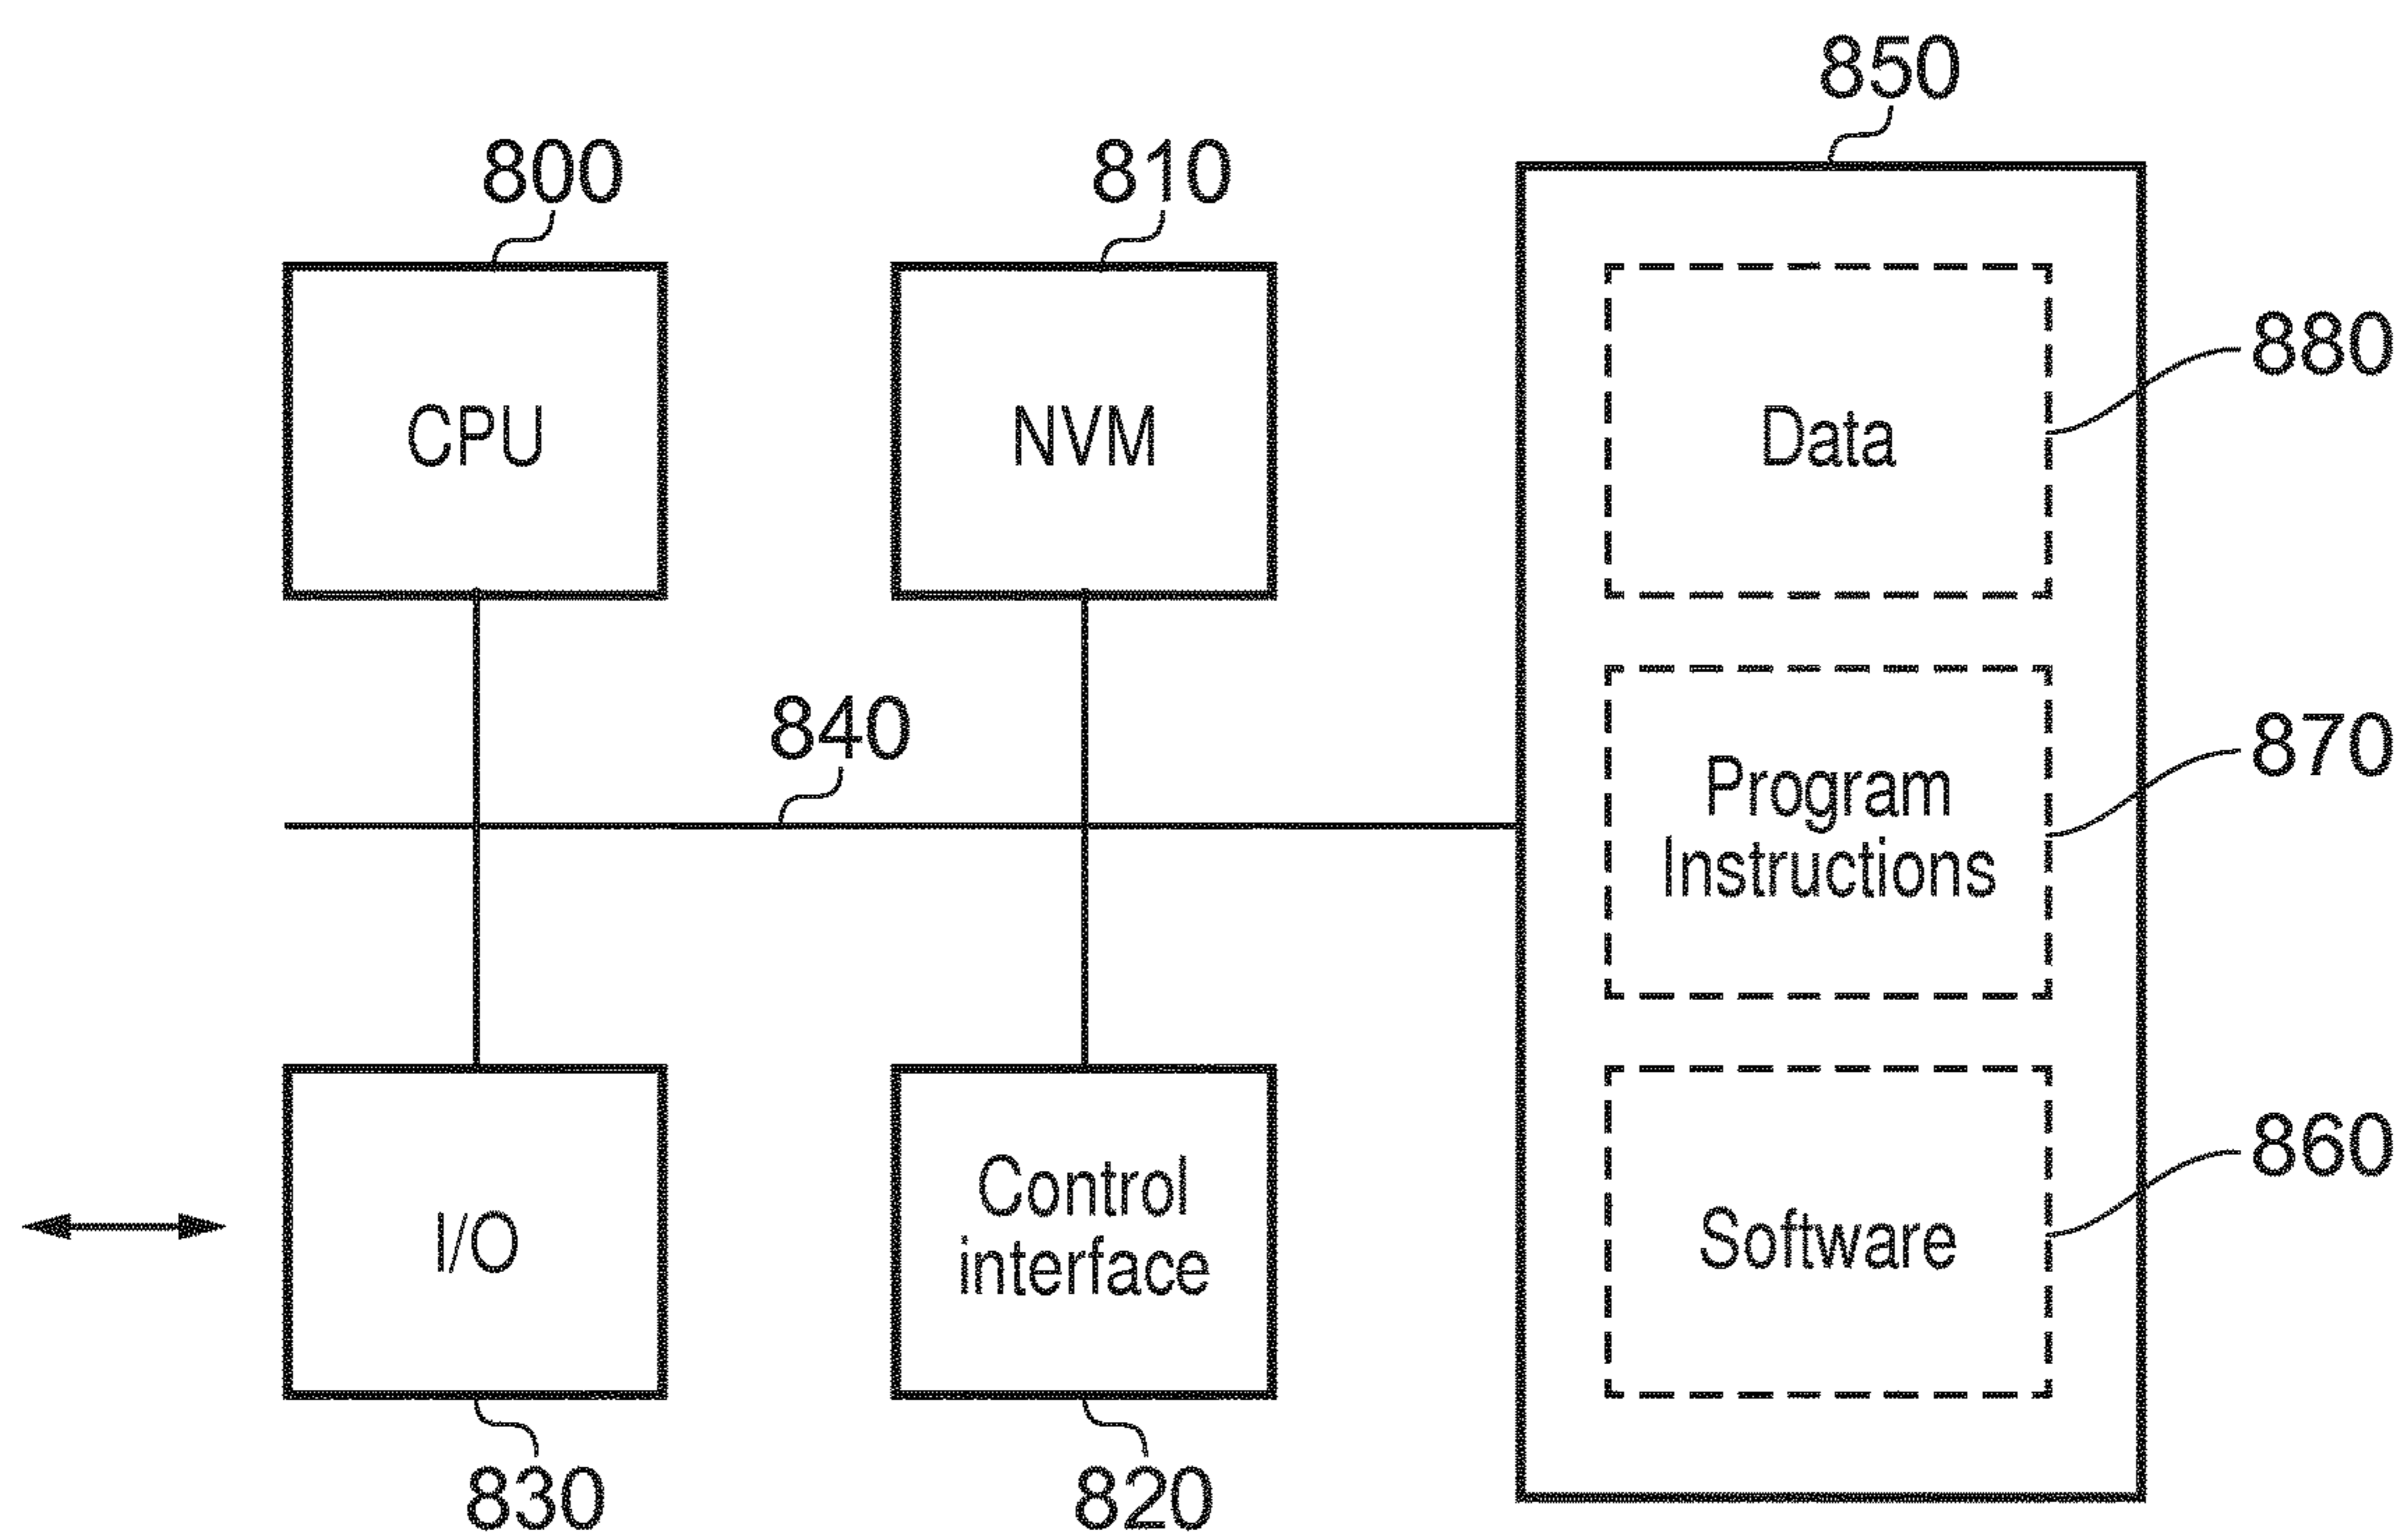 850
800
810
CPU
NVM
Data
880
840
Program
Instructions
870
I/O
Control
interface
Software
860
830
820